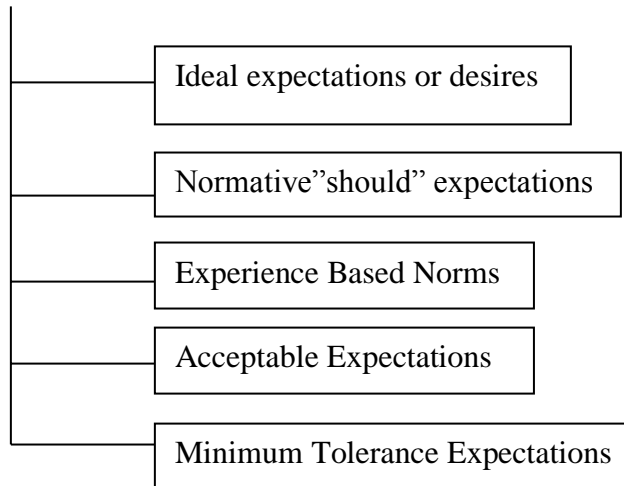 Ideal expectations or desires
Normative”should” expectations
Experience Based Norms
Acceptable Expectations
Minimum Tolerance Expectations